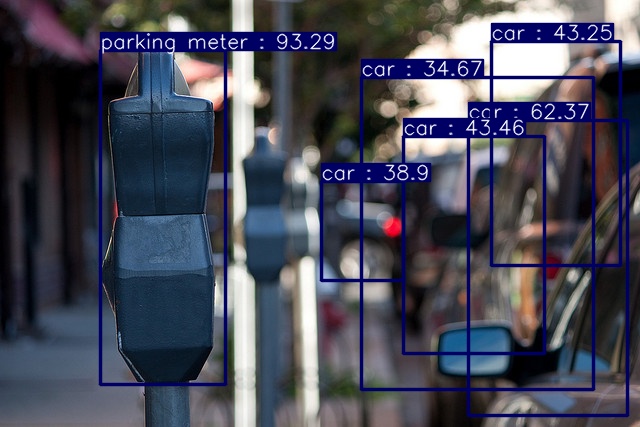 parking meter : 93.29
car : 43.25
car : 34.67
car : 62.37
car : 43.46
car : 38.9